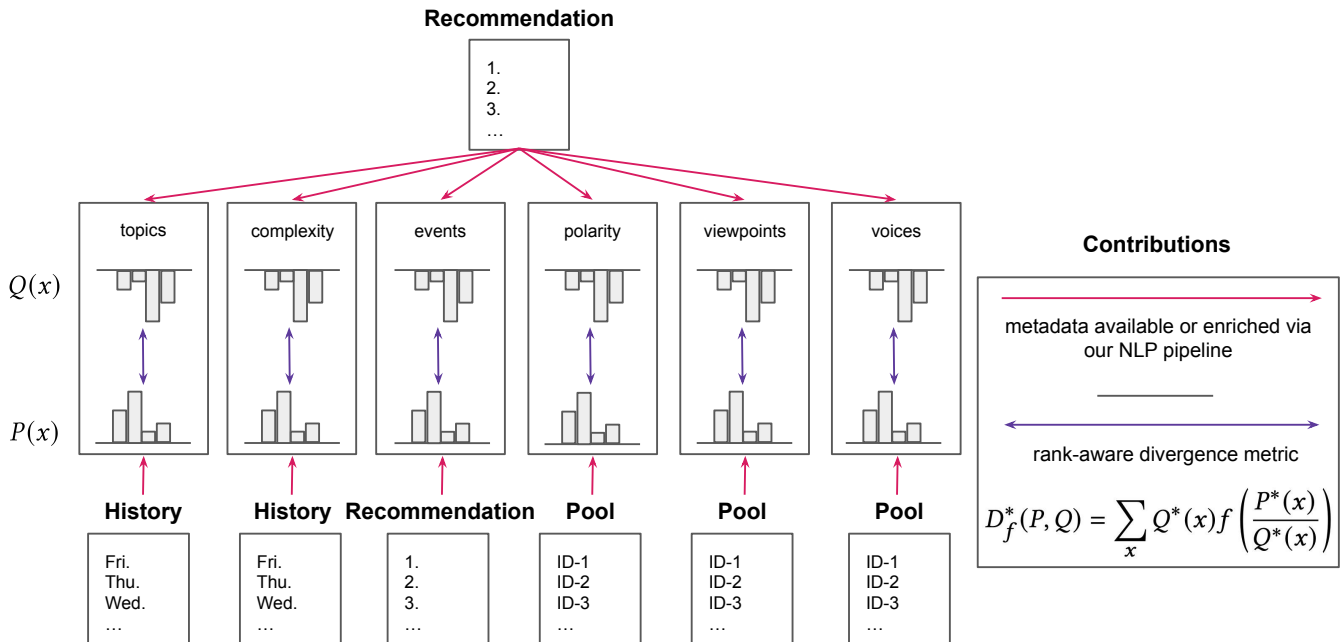 Recommendation
1.
2.
3.
…
topics
complexity
events
polarity
viewpoints
voices
Q(x)
P(x)
History
History
Recommendation
Pool
Pool
Pool
Fri.
Thu.
Wed.
…
Fri.
Thu.
Wed.
…
1.
2.
3.
…
ID-1
ID-2
ID-3
…
ID-1
ID-2
ID-3
…
ID-1
ID-2
ID-3
…
Contributions
metadata available or enriched via
our NLP pipeline
rank-aware divergence metric
D*_f(P, Q) = ∑_x Q*(x) f (P*(x) / Q*(x))